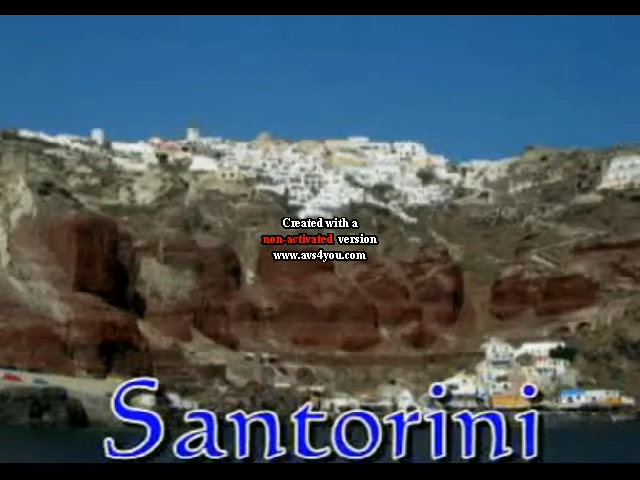 Created with a
non-activated version
www.avs4you.com
Santorini